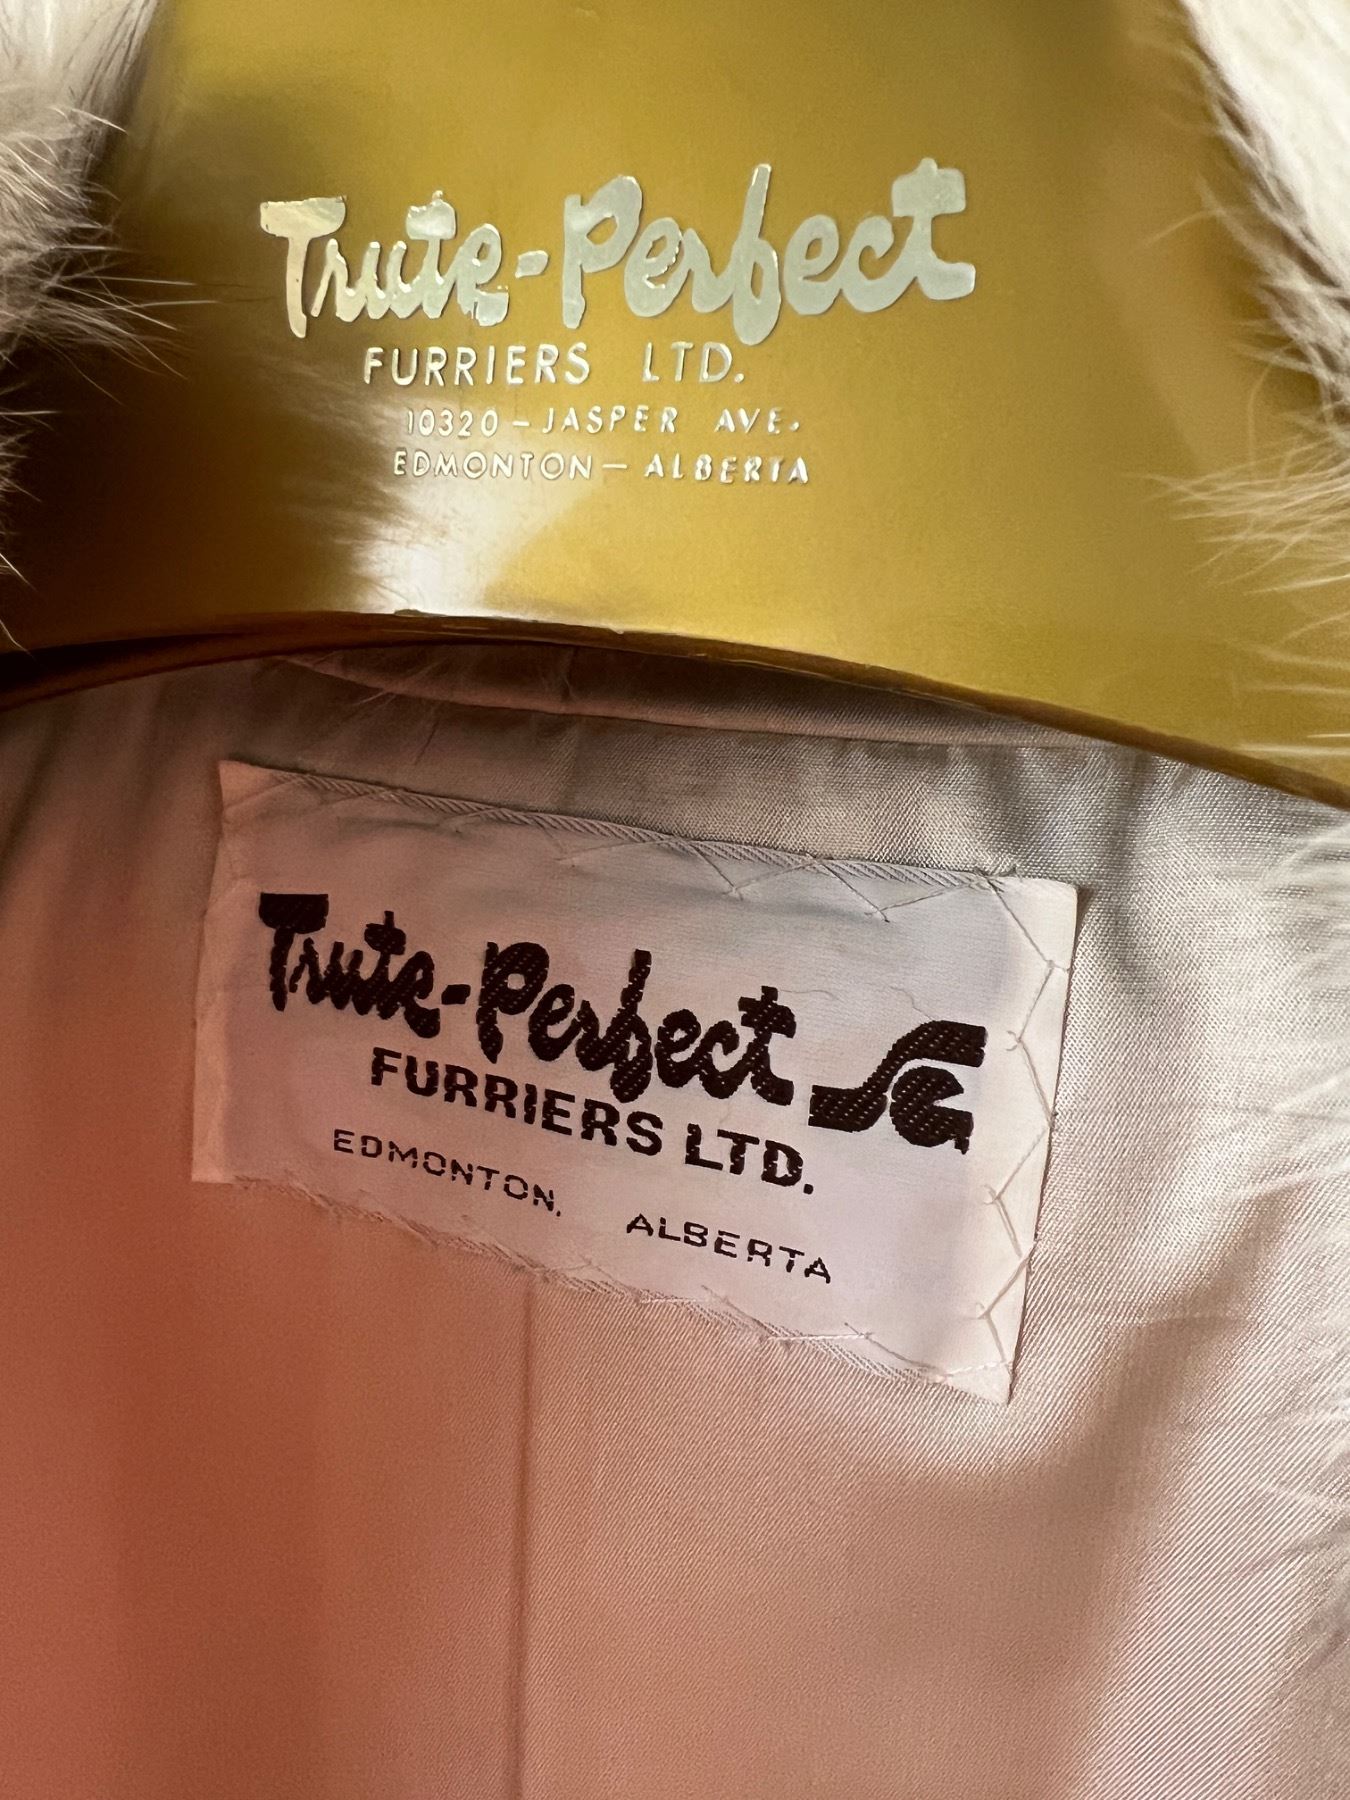 Trute-Perfect
FURRIERS LTD.
10320-JASPER AVE.
EDMONTON-ALBERTA
Trute-Perfect
FURRIERS LTD.
EDMONTON, ALBERTA